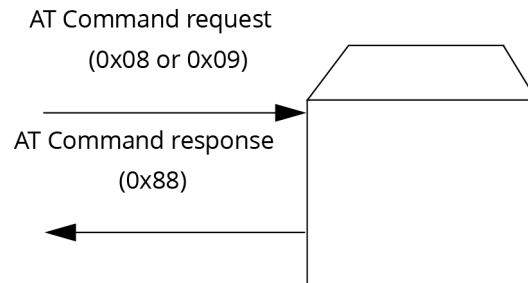 AT Command request
(0x08 or 0x09)
AT Command response
(0x88)